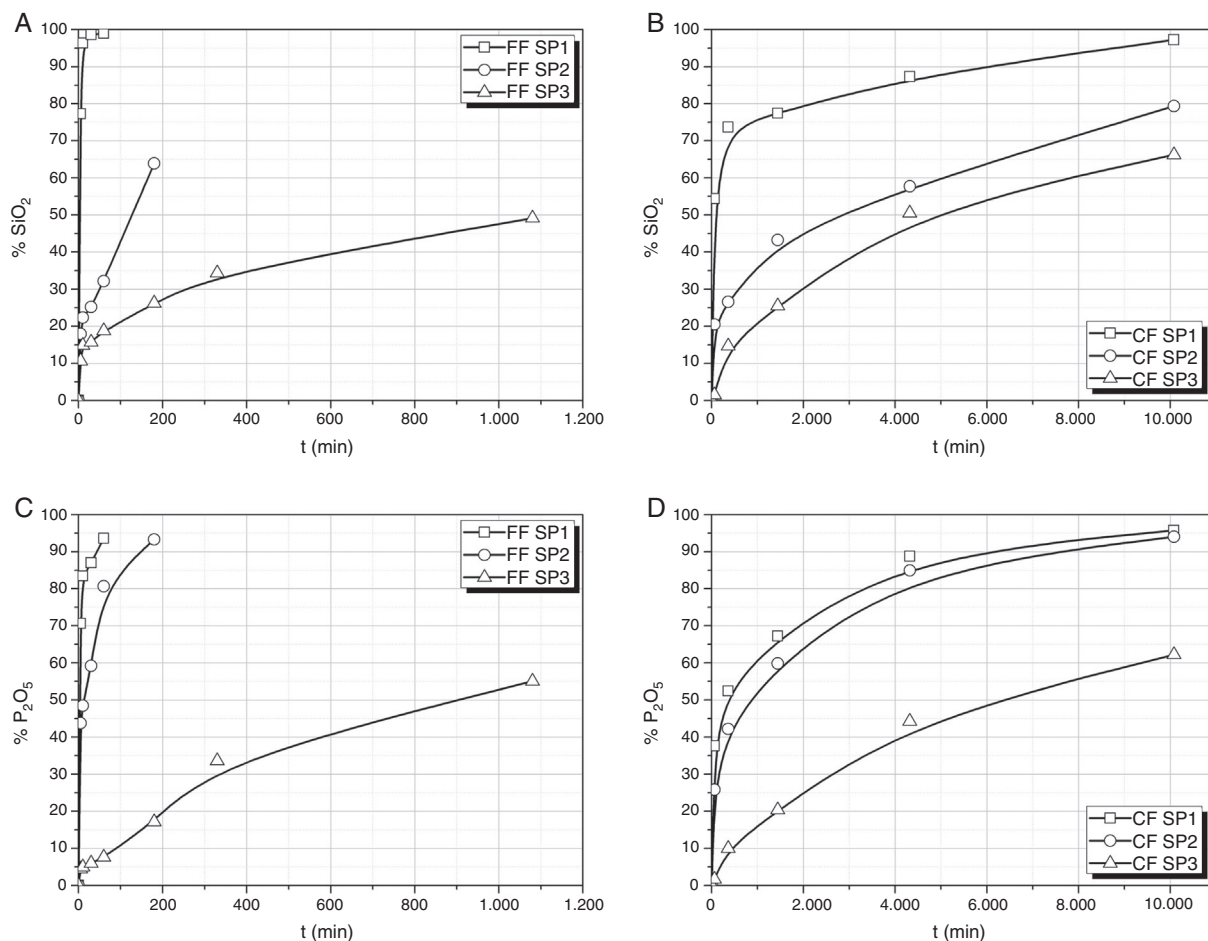 A
100
90
80
70
60
50
40
30
20
10
0
% SiO2
0 200 400 600 800 1.000 1.200
t (min)
FF SP1
FF SP2
FF SP3
B
100
90
80
70
60
50
40
30
20
10
0
% SiO2
0 2.000 4.000 6.000 8.000 10.000
t (min)
CF SP1
CF SP2
CF SP3
C
100
90
80
70
60
50
40
30
20
10
0
% P2O5
0 200 400 600 800 1.000 1.200
t (min)
FF SP1
FF SP2
FF SP3
D
100
90
80
70
60
50
40
30
20
10
0
% P2O5
0 2.000 4.000 6.000 8.000 10.000
t (min)
CF SP1
CF SP2
CF SP3